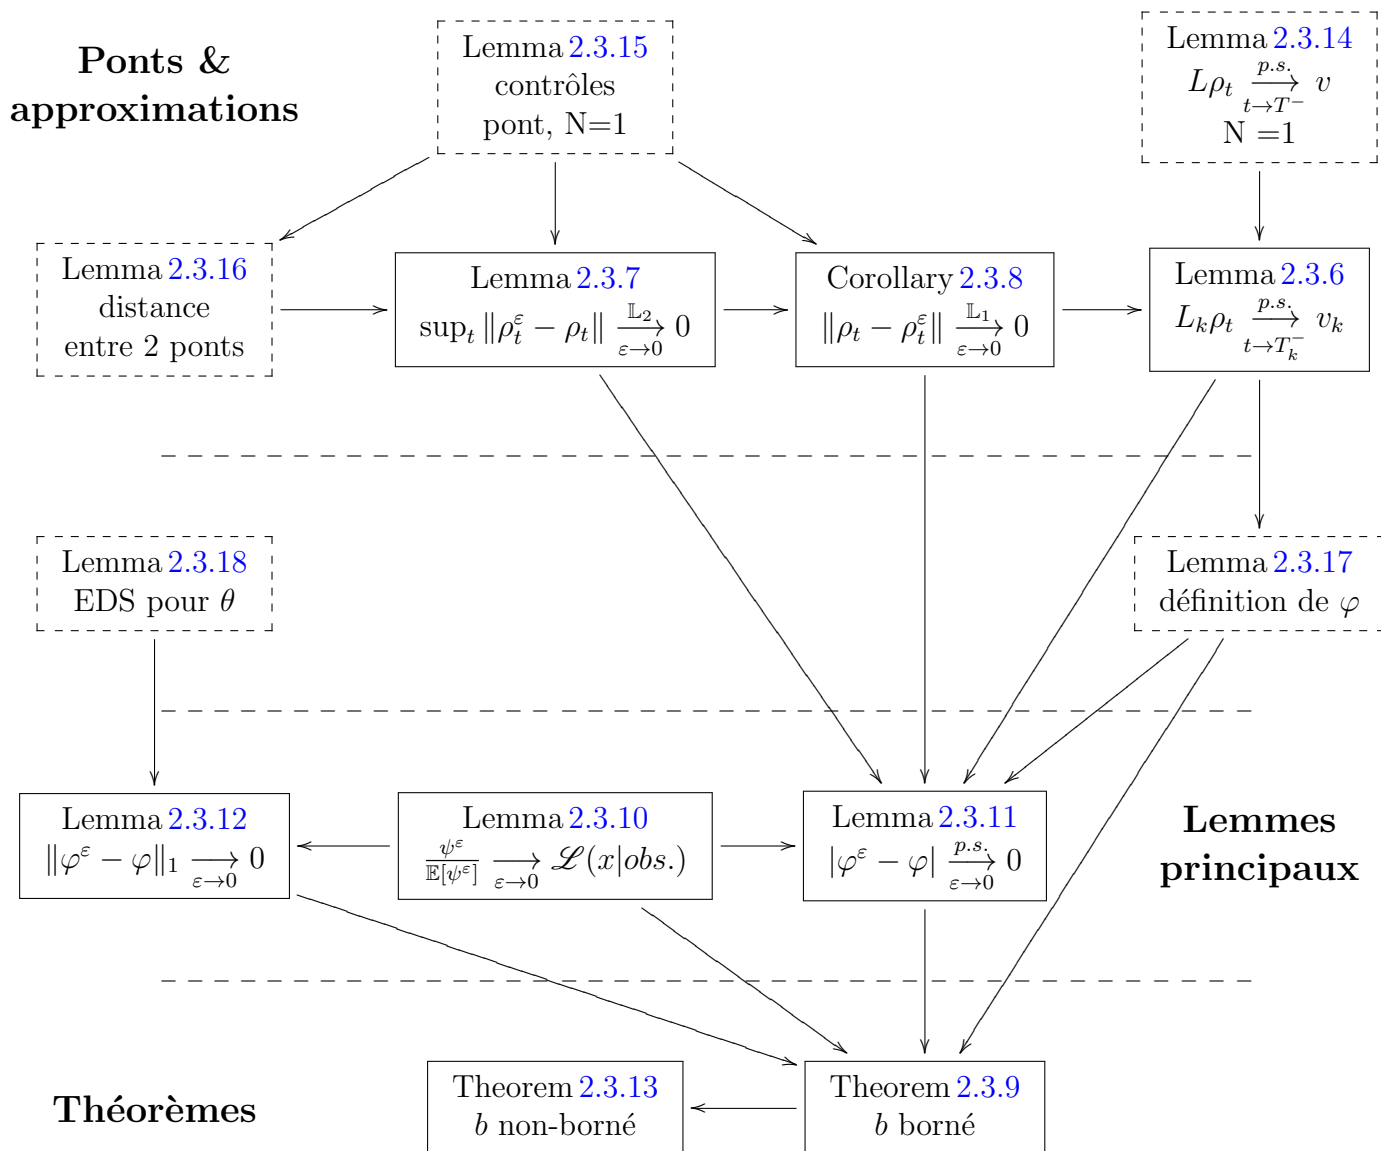 Ponts &
approximations
Lemma 2.3.15
contrôles
pont, N=1
Lemma 2.3.14
Lρ_t →^{p.s.}_{t→T^-} v
N =1
Lemma 2.3.16
distance
entre 2 ponts
Lemma 2.3.7
sup_t ‖ρ_t^ε − ρ_t‖ →^{𝕃_2}_{ε→0} 0
Corollary 2.3.8
‖ρ_t − ρ_t^ε‖ →^{𝕃_1}_{ε→0} 0
Lemma 2.3.6
L_kρ_t →^{p.s.}_{t→T_k^-} v_k
Lemma 2.3.18
EDS pour θ
Lemma 2.3.17
définition de φ
Lemma 2.3.12
‖φ^ε − φ‖_1 →_{ε→0} 0
Lemma 2.3.10
ψ^ε/𝔼[ψ^ε] →_{ε→0} ℒ(x|obs.)
Lemma 2.3.11
|φ^ε − φ| →^{p.s.}_{ε→0} 0
Lemmes
principaux
Théorèmes
Theorem 2.3.13
b non-borné
Theorem 2.3.9
b borné